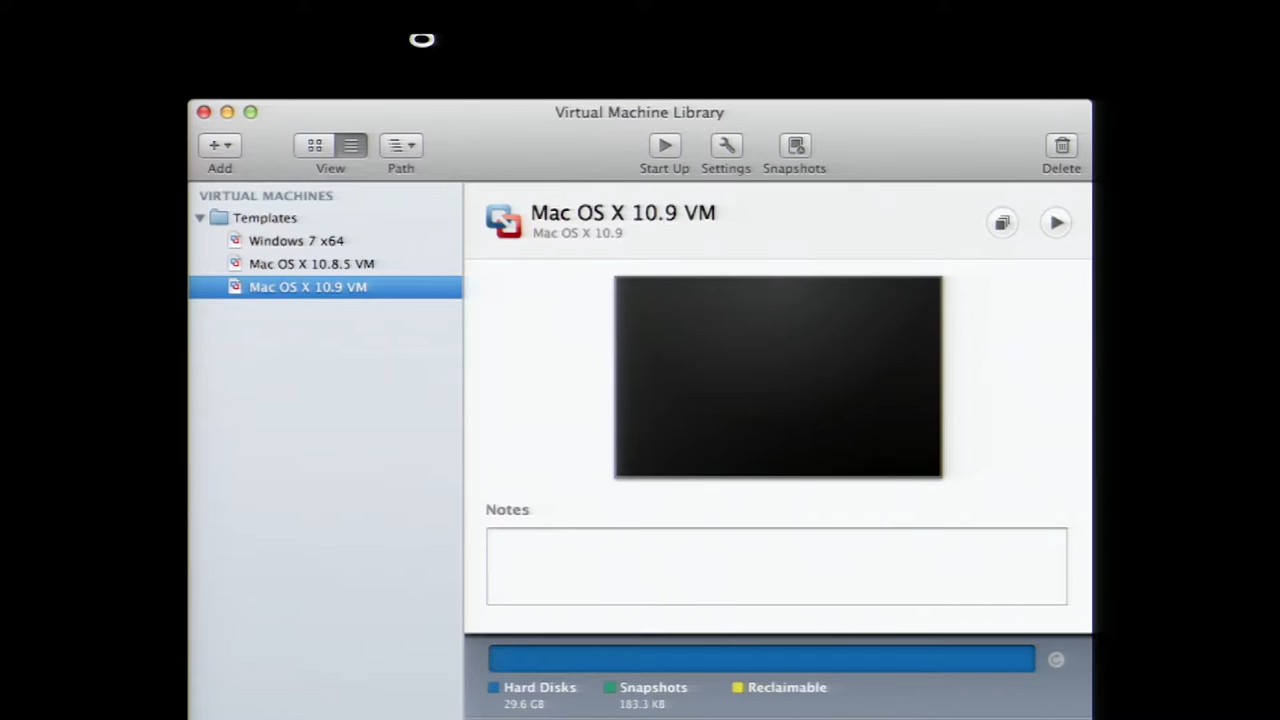 Virtual Machine Library
Add
View
Path
Start Up
Settings
Snapshots
Delete
VIRTUAL MACHINES
Templates
Windows 7 x64
Mac OS X 10.8.5 VM
Mac OS X 10.9 VM
Mac OS X 10.9 VM
Mac OS X 10.9
Notes
Hard Disks
29.6 GB
Snapshots
183.3 KB
Reclaimable